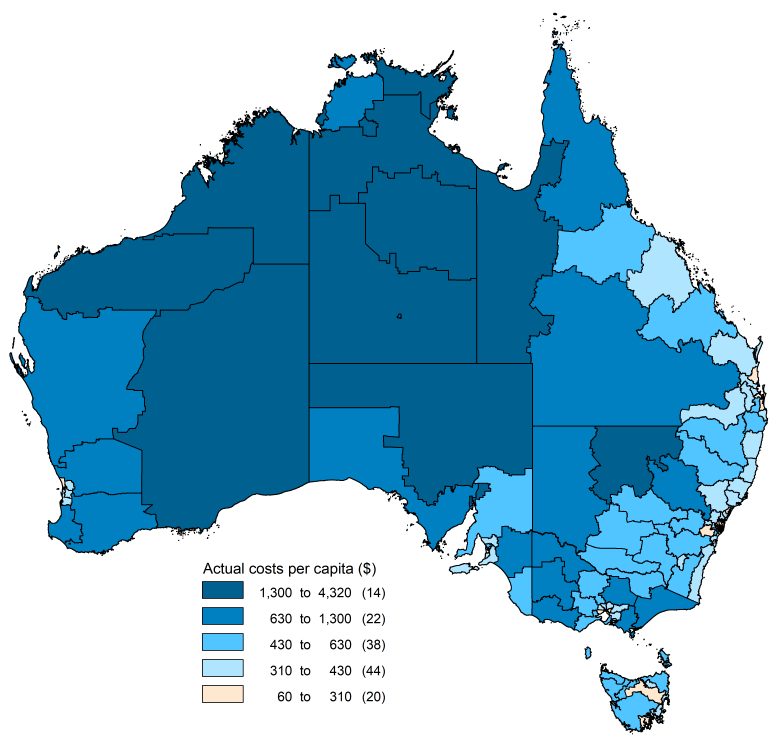 Actual costs per capita ($)
1,300 to 4,320 (14)
630 to 1,300 (22)
430 to 630 (38)
310 to 430 (44)
60 to 310 (20)